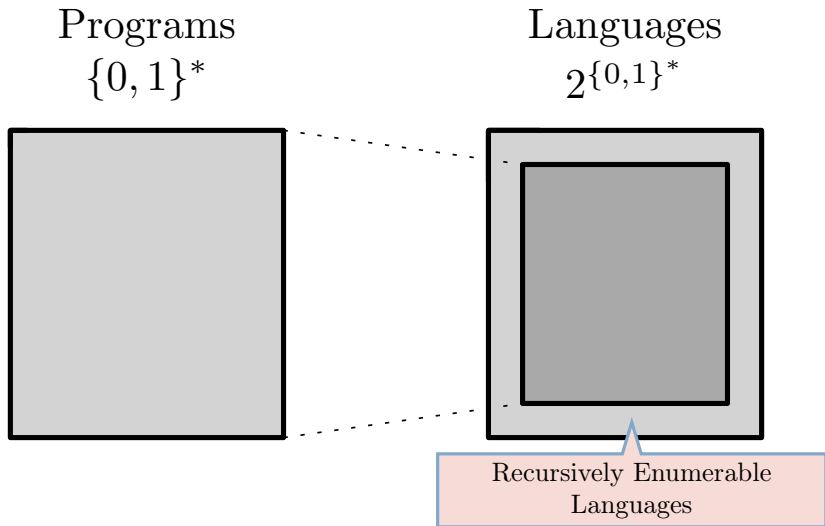 Programs
{0, 1}*
Languages
2^{0,1}*
Recursively Enumerable
Languages